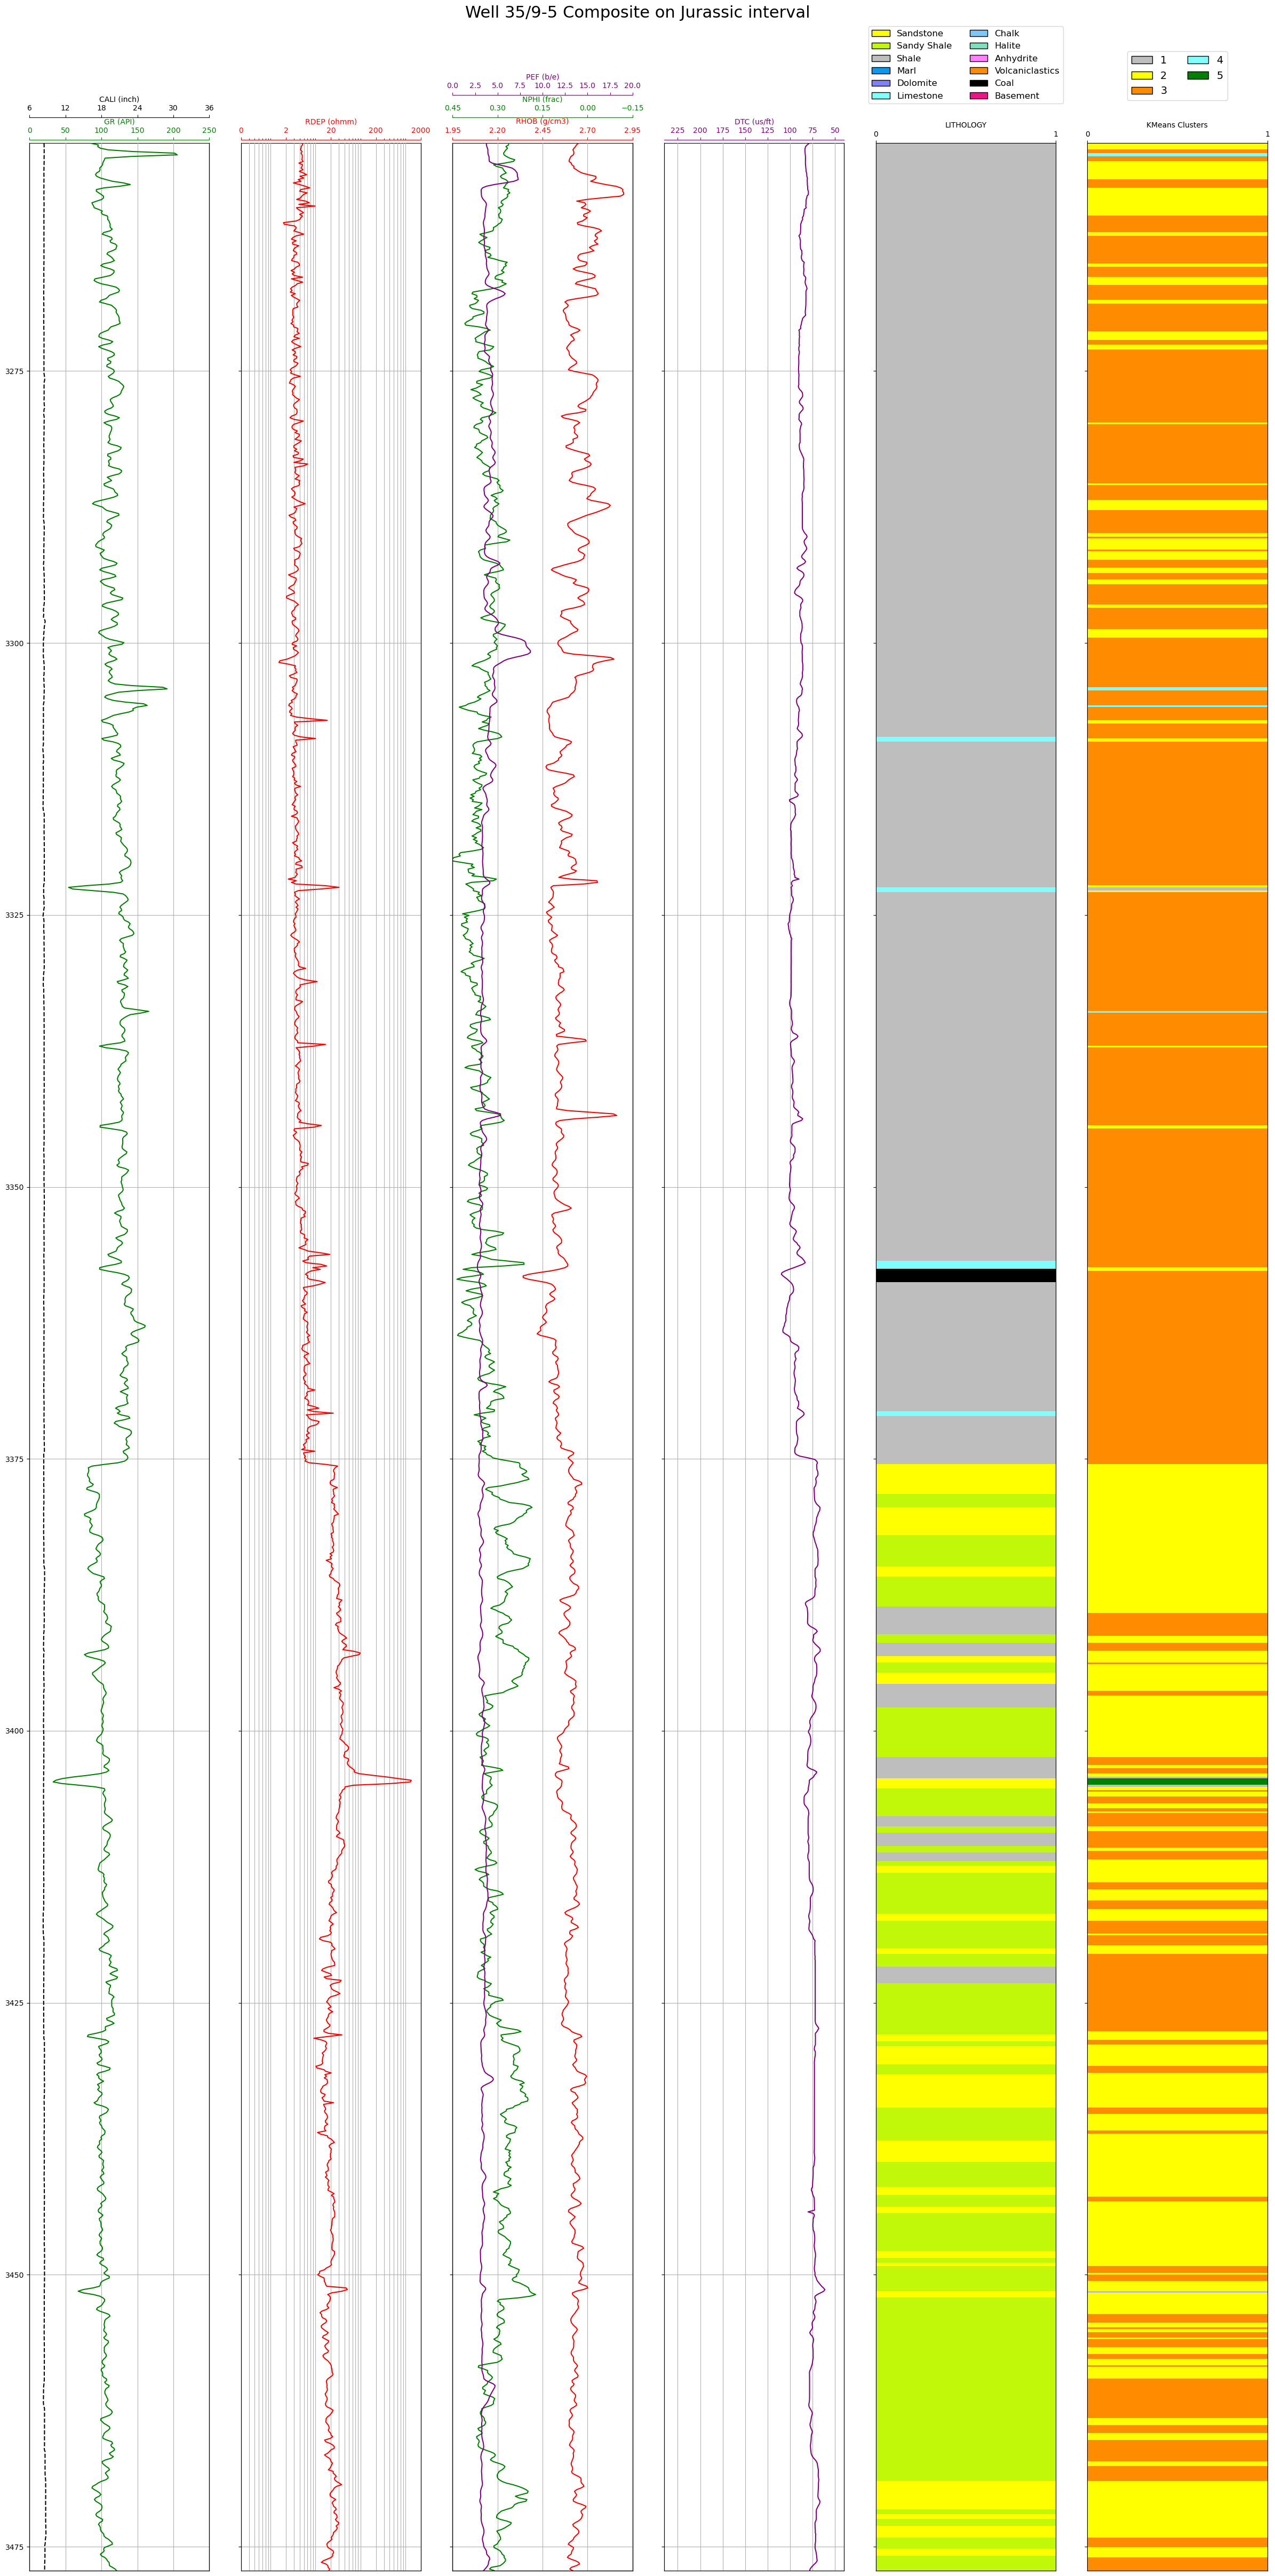 Well 35/9-5 Composite on Jurassic interval
Sandstone Chalk
Sandy Shale Halite
Shale Anhydrite
Marl Volcaniclastics
Dolomite Coal
Limestone Basement
1 4
2 5
3
PEF (b/e)
0.0 2.5 5.0 7.5 10.0 12.5 15.0 17.5 20.0
CALI (inch) NPHI (frac)
6 12 18 24 30 36 0.45 0.30 0.15 0.00 −0.15
GR (API) RDEP (ohmm) RHOB (g/cm3) DTC (us/ft) LITHOLOGY KMeans Clusters
0 50 100 150 200 250 0 2 20 200 2000 1.95 2.20 2.45 2.70 2.95 225 200 175 150 125 100 75 50 0 1 0 1
3275
3300
3325
3350
3375
3400
3425
3450
3475